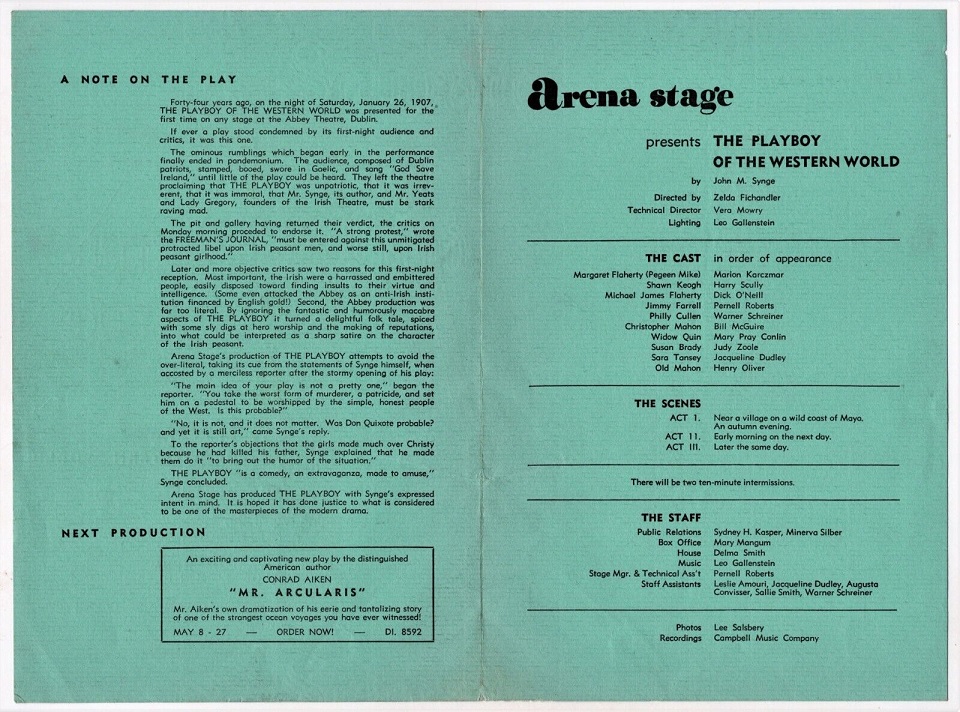 A NOTE ON THE PLAY
Forty-four years ago, on the night of Saturday, January 26, 1907,
THE PLAYBOY OF THE WESTERN WORLD was presented for the
first time on any stage at the Abbey Theatre, Dublin.
If ever a play stood condemned by its first-night audience and
critics, it was this one.
The ominous rumblings which began early in the performance
finally ended in pandemonium. The audience, composed of Dublin
patriots, stamped, booed, swore in Gaelic, and sang "God Save
Ireland," until little of the play could be heard. They left the theatre
proclaiming that THE PLAYBOY was unpatriotic, that it was irrev-
erent, that it was immoral, that Mr. Synge, its author, and Mr. Yeats
and Lady Gregory, founders of the Irish Theatre, must be stark
raving mad.
The pit and gallery having returned their verdict, the critics on
Monday morning proceded to endorse it. "A strong protest," wrote
the FREEMAN'S JOURNAL, "must be entered against this unmitigated
protracted libel upon Irish peasant men, and worse still, upon Irish
peasant girlhood."
Later and more objective critics saw two reasons for this first-night
reception. Most important, the Irish were a harrassed and embittered
people, easily disposed toward finding insults to their virtue and
intelligence. (Some even attacked the Abbey as an anti-Irish insti-
tution financed by English gold!) Second, the Abbey production was
far too literal. By ignoring the fantastic and humorously macabre
aspects of THE PLAYBOY it turned a delightful folk tale, spiced
with some sly digs at hero worship and the making of reputations,
into what could be interpreted as a sharp satire on the character
of the Irish peasant.
Arena Stage's production of THE PLAYBOY attempts to avoid the
over-literal, taking its cue from the statements of Synge himself, when
accosted by a merciless reporter after the stormy opening of his play:
"The main idea of your play is not a pretty one," began the
reporter. "You take the worst form of murderer, a patricide, and set
him on a pedestal to be worshipped by the simple, honest people
of the West. Is this probable?"
"No, it is not, and it does not matter. Was Don Quixote probable?
and yet it is still art," came Synge's reply.
To the reporter's objections that the girls made much over Christy
because he had killed his father, Synge explained that he made
them do it "to bring out the humor of the situation."
THE PLAYBOY "is a comedy, an extravaganza, made to amuse,"
Synge concluded.
Arena Stage has produced THE PLAYBOY with Synge's expressed
intent in mind. It is hoped it has done justice to what is considered
to be one of the masterpieces of the modern drama.
NEXT PRODUCTION
An exciting and captivating new play by the distinguished
American author
CONRAD AIKEN
"MR. ARCULARIS"
Mr. Aiken's own dramatization of his eerie and tantalizing story
of one of the strangest ocean voyages you have ever witnessed!
MAY 8 - 27 — ORDER NOW! — DI. 8592
arena stage
presents THE PLAYBOY
OF THE WESTERN WORLD
by John M. Synge
Directed by Zelda Fichandler
Technical Director Vera Mowry
Lighting Leo Gallenstein
THE CAST in order of appearance
Margaret Flaherty (Pegeen Mike) Marion Karczmar
Shawn Keogh Harry Scully
Michael James Flaherty Dick O'Neill
Jimmy Farrell Pernell Roberts
Philly Cullen Warner Schreiner
Christopher Mahon Bill McGuire
Widow Quin Mary Pray Conlin
Susan Brady Judy Zoole
Sara Tansey Jacqueline Dudley
Old Mahon Henry Oliver
THE SCENES
ACT 1. Near a village on a wild coast of Mayo.
An autumn evening.
ACT 11. Early morning on the next day.
ACT III. Later the same day.
There will be two ten-minute intermissions.
THE STAFF
Public Relations Sydney H. Kasper, Minerva Silber
Box Office Mary Mangum
House Delma Smith
Music Leo Gallenstein
Stage Mgr. & Technical Ass't Pernell Roberts
Staff Assistants Leslie Amouri, Jacqueline Dudley, Augusta
Convisser, Sallie Smith, Warner Schreiner
Photos Lee Salsbery
Recordings Campbell Music Company